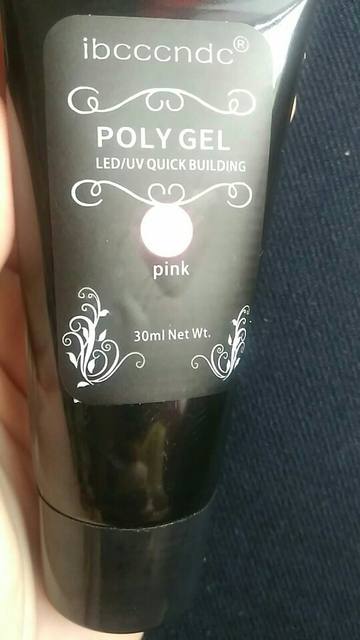 ibcccndc®
POLY GEL
LED/UV QUICK BUILDING
pink
30ml Net Wt.